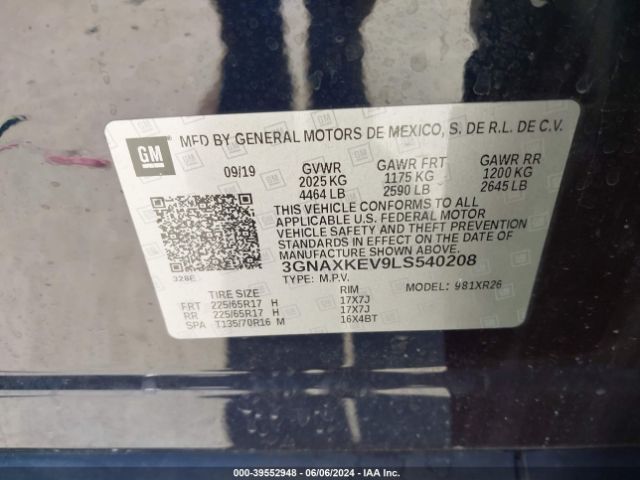 GM
MFD BY GENERAL MOTORS DE MEXICO, S. DE R.L. DE C.V.
09/19 GVWR GAWR FRT GAWR RR
2025 KG 1175 KG 1200 KG
4464 LB 2590 LB 2645 LB
THIS VEHICLE CONFORMS TO ALL
APPLICABLE U.S. FEDERAL MOTOR
VEHICLE SAFETY AND THEFT PREVENTION
STANDARDS IN EFFECT ON THE DATE OF
MANUFACTURE SHOWN ABOVE.
3GNAXKEV9LS540208
328E TYPE: M.P.V. MODEL: 981XR26
TIRE SIZE RIM
FRT 225/65R17 H 17X7J
RR 225/65R17 H 17X7J
SPA T135/70R16 M 16X4BT
000-39552948 - 06/06/2024 - IAA Inc.